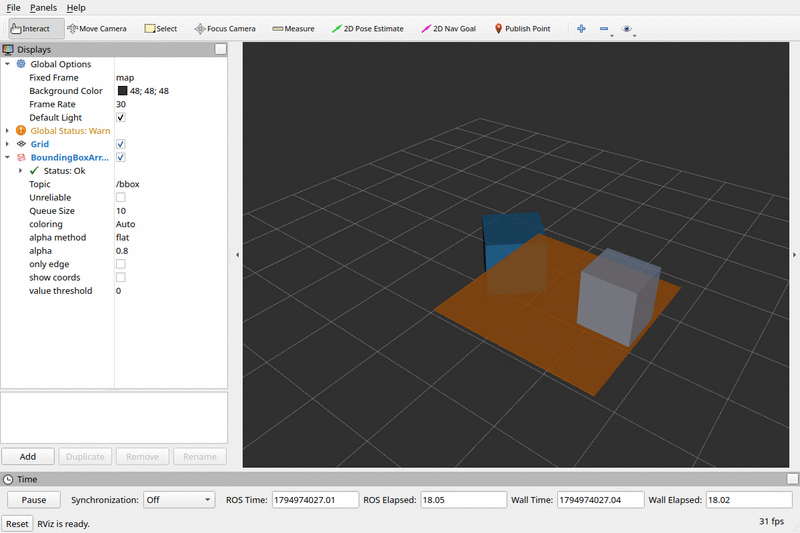 File Panels Help
Interact Move Camera Select Focus Camera Measure 2D Pose Estimate 2D Nav Goal Publish Point
Displays
Global Options
Fixed Frame map
Background Color 48; 48; 48
Frame Rate 30
Default Light
Global Status: Warn
Grid
BoundingBoxArr...
Status: Ok
Topic /bbox
Unreliable
Queue Size 10
coloring Auto
alpha method flat
alpha 0.8
only edge
show coords
value threshold 0
Add Duplicate Remove Rename
Time
Pause Synchronization: Off ROS Time: 1794974027.01 ROS Elapsed: 18.05 Wall Time: 1794974027.04 Wall Elapsed: 18.02
Reset RViz is ready. 31 fps